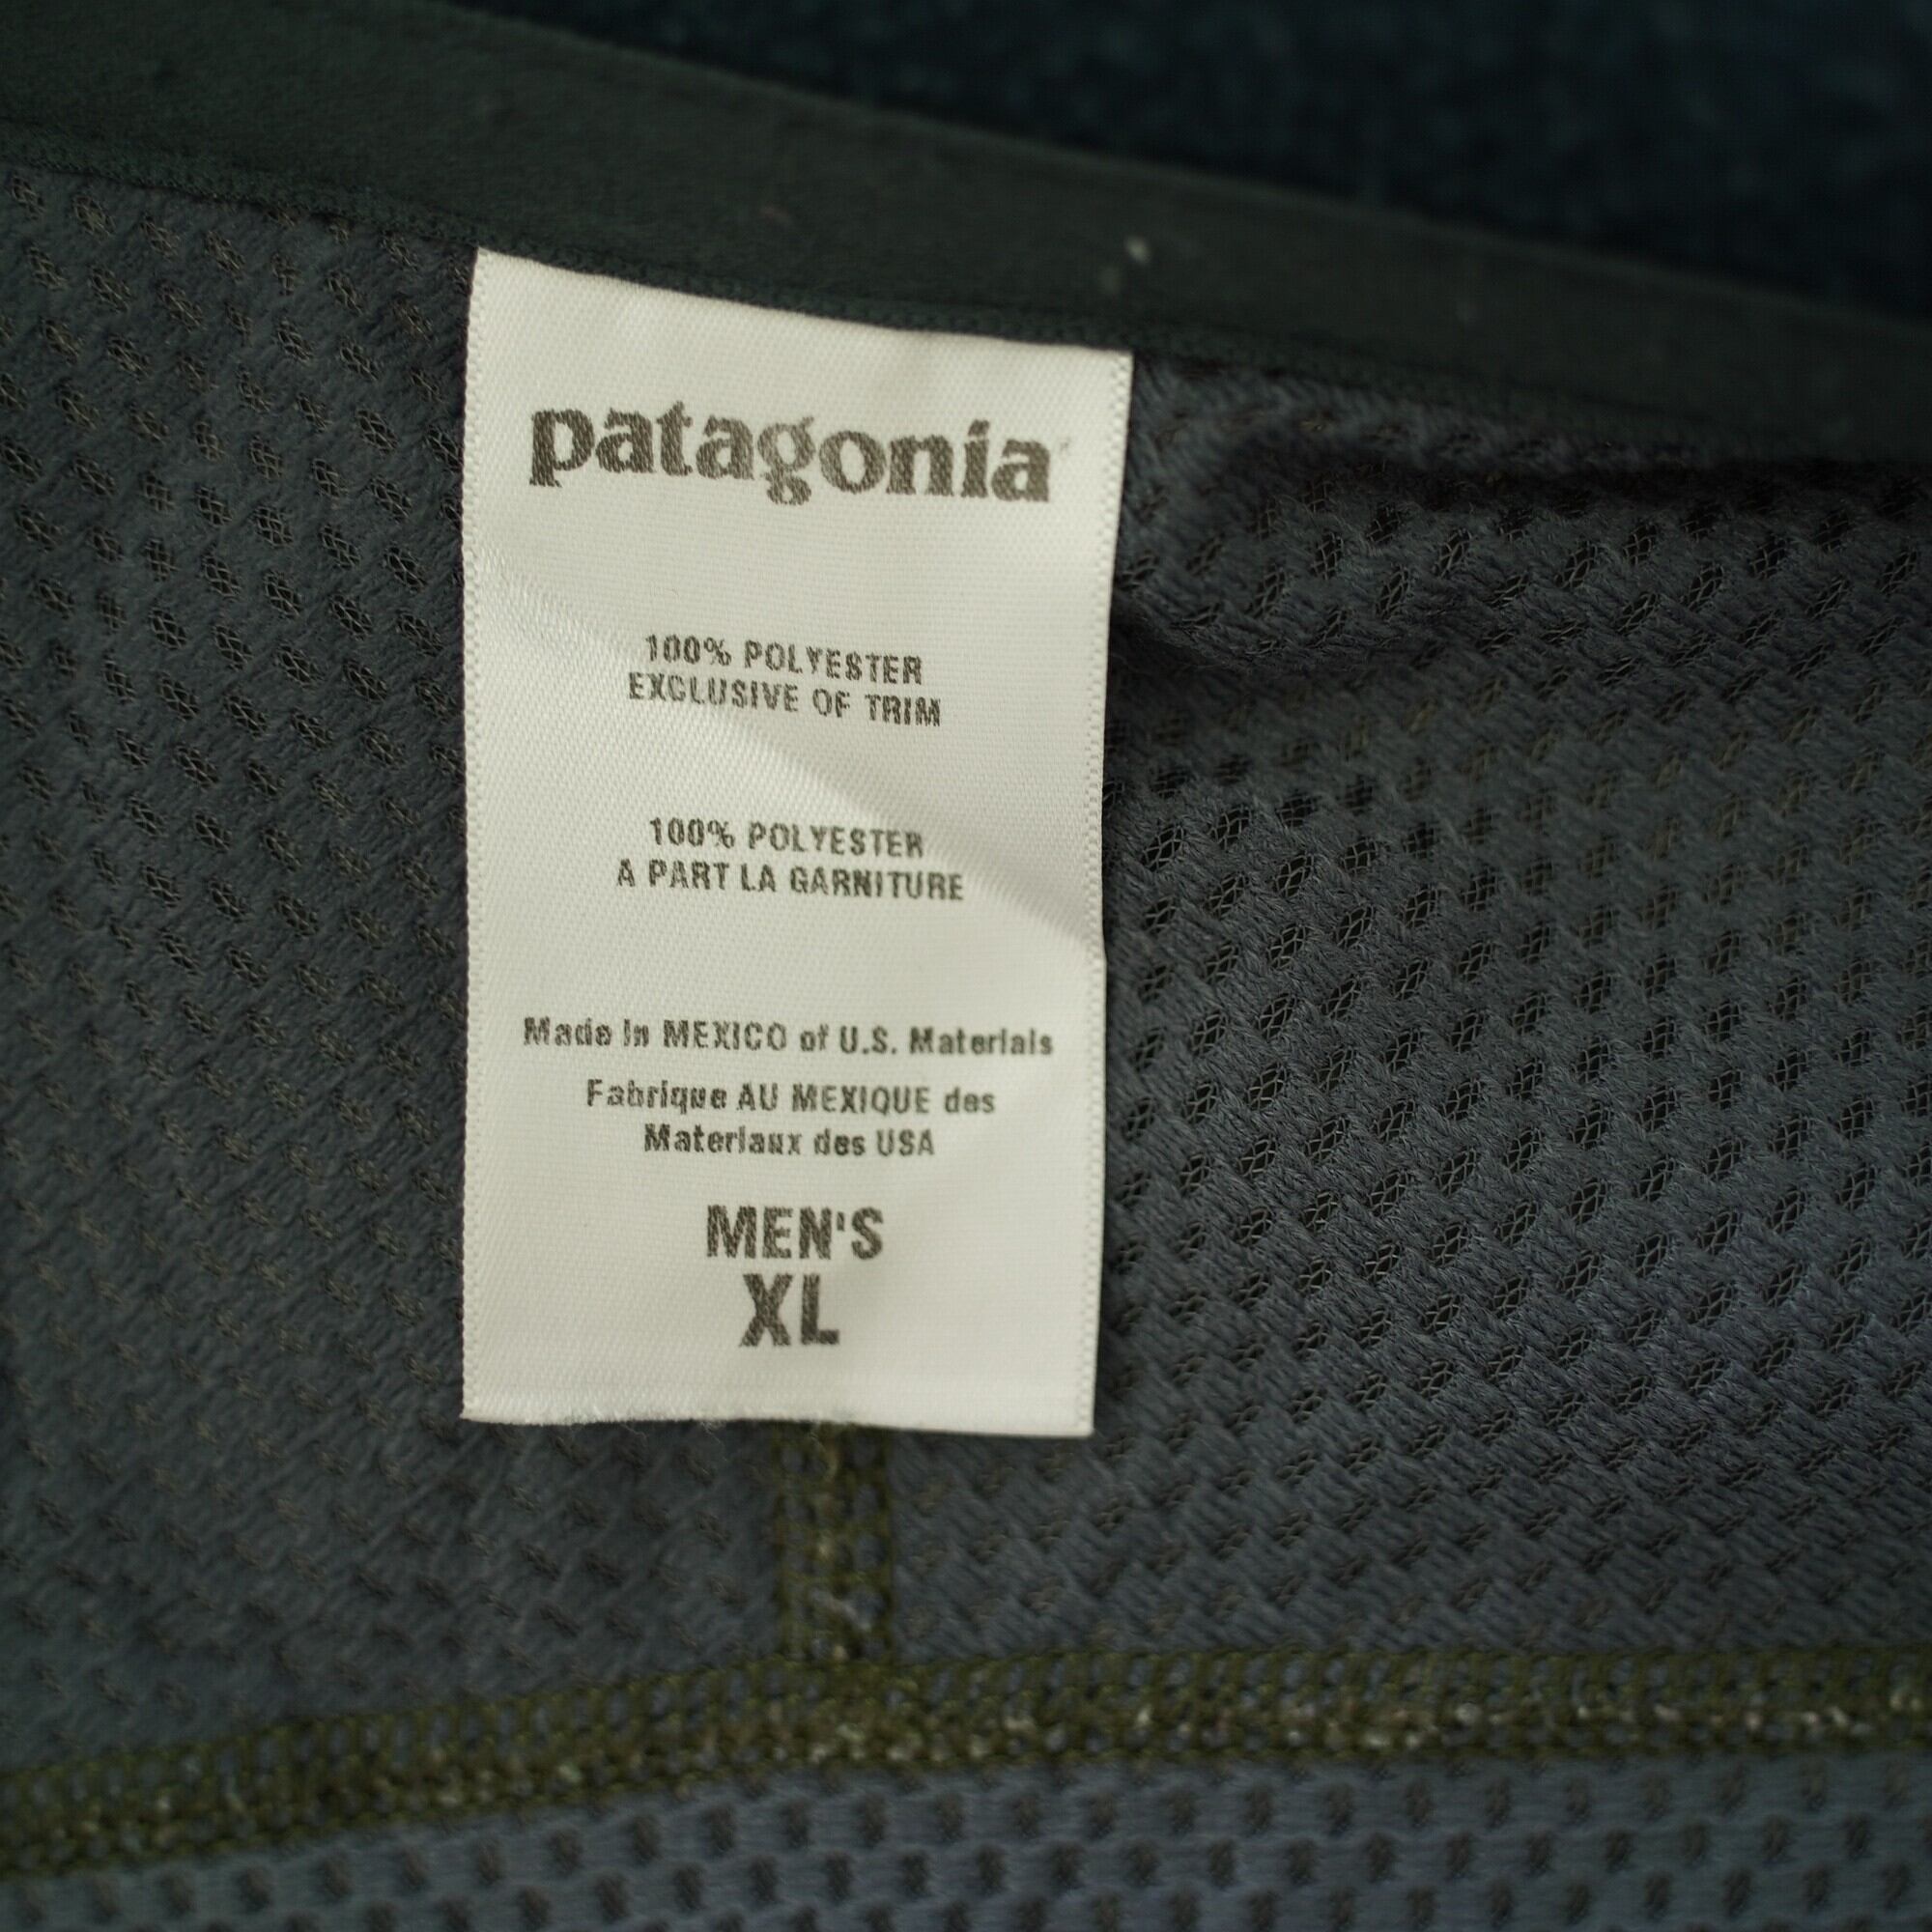 patagonia
100% POLYESTER
EXCLUSIVE OF TRIM
100% POLYESTER
A PART LA GARNITURE
Made in MEXICO of U.S. Materials
Fabrique AU MEXIQUE des
Materiaux des USA
MEN'S
XL